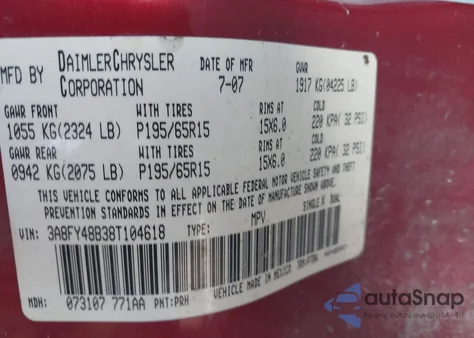 MFD BY DAIMLERCHRYSLER CORPORATION DATE OF MFR 7-07 GVWR 1917 KG(04225 LB)
GAWR FRONT WITH TIRES RIMS AT COLD
1055 KG(2324 LB) P195/65R15 15X6.0 220 KPA( 32 PSI)
GAWR REAR WITH TIRES RIMS AT COLD
0942 KG(2075 LB) P195/65R15 15X6.0 220 KPA( 32 PSI)
THIS VEHICLE CONFORMS TO ALL APPLICABLE FEDERAL MOTOR VEHICLE SAFETY AND THEFT
PREVENTION STANDARDS IN EFFECT ON THE DATE OF MANUFACTURE SHOWN ABOVE.
VIN: 3A8FY48B38T104618 MPV SINGLE X DUAL
VEHICLE MADE IN MEXICO
MDH: 073107 771AA PNT:PRH
autoSnap